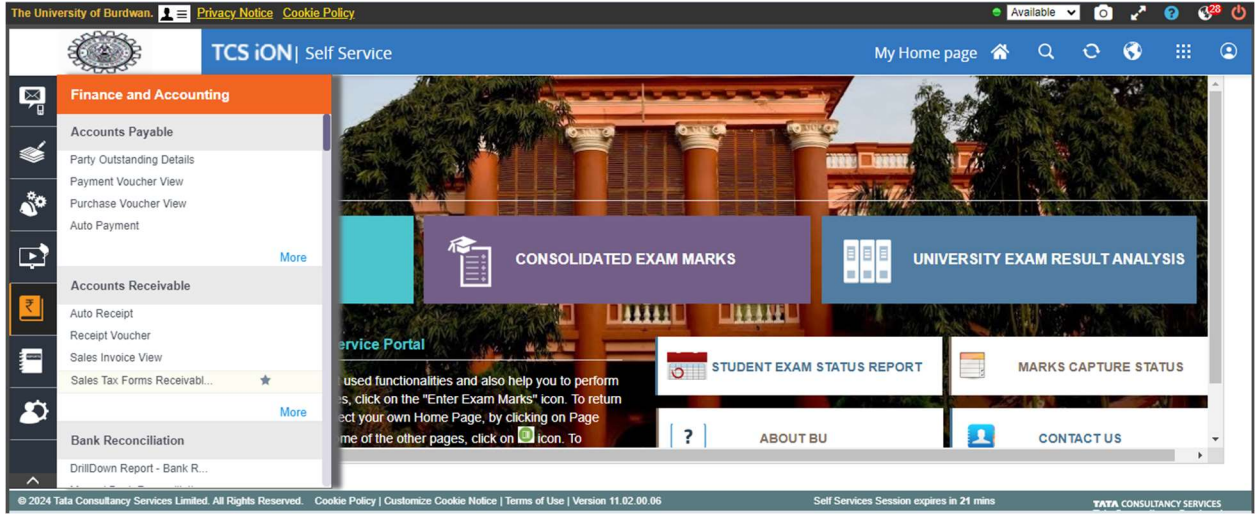 The University of Burdwan. Privacy Notice Cookie Policy
Available
28
TCS iON| Self Service
My Home page
Finance and Accounting
Accounts Payable
Party Outstanding Details
Payment Voucher View
Purchase Voucher View
Auto Payment
More
Accounts Receivable
Auto Receipt
Receipt Voucher
Sales Invoice View
Sales Tax Forms Receivabl...
More
Bank Reconciliation
DrillDown Report - Bank R...
CONSOLIDATED EXAM MARKS
UNIVERSITY EXAM RESULT ANALYSIS
ervice Portal
used functionalities and also help you to perform
es, click on the "Enter Exam Marks" icon. To return
ect your own Home Page, by clicking on Page
me of the other pages, click on icon. To
STUDENT EXAM STATUS REPORT
MARKS CAPTURE STATUS
ABOUT BU
CONTACT US
© 2024 Tata Consultancy Services Limited. All Rights Reserved. Cookie Policy | Customize Cookie Notice | Terms of Use | Version 11.02.00.06
Self Services Session expires in 21 mins
TATA CONSULTANCY SERVICES